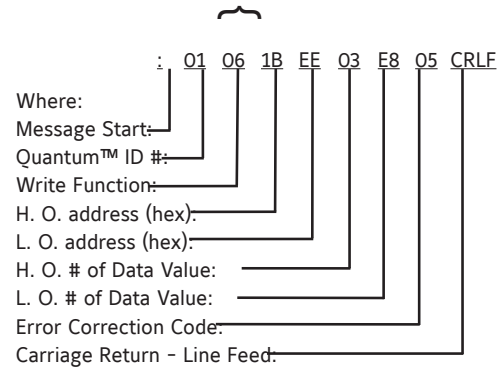 : 01 06 1B EE 03 E8 05 CRLF
Where:
Message Start:
Quantum™ ID #:
Write Function:
H. O. address (hex):
L. O. address (hex):
H. O. # of Data Value:
L. O. # of Data Value:
Error Correction Code:
Carriage Return - Line Feed: